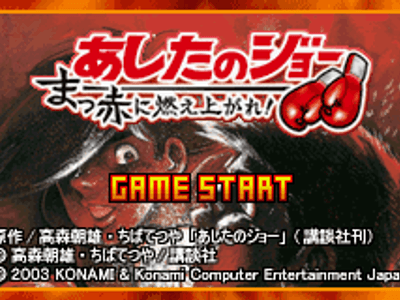 あしたのジョー
まっ赤に燃え上がれ!
GAME START
原作/高森朝雄・ちばてつや「あしたのジョー」(講談社刊)
© 高森朝雄・ちばてつや/講談社
© 2003 KONAMI & Konami Computer Entertainment Japan